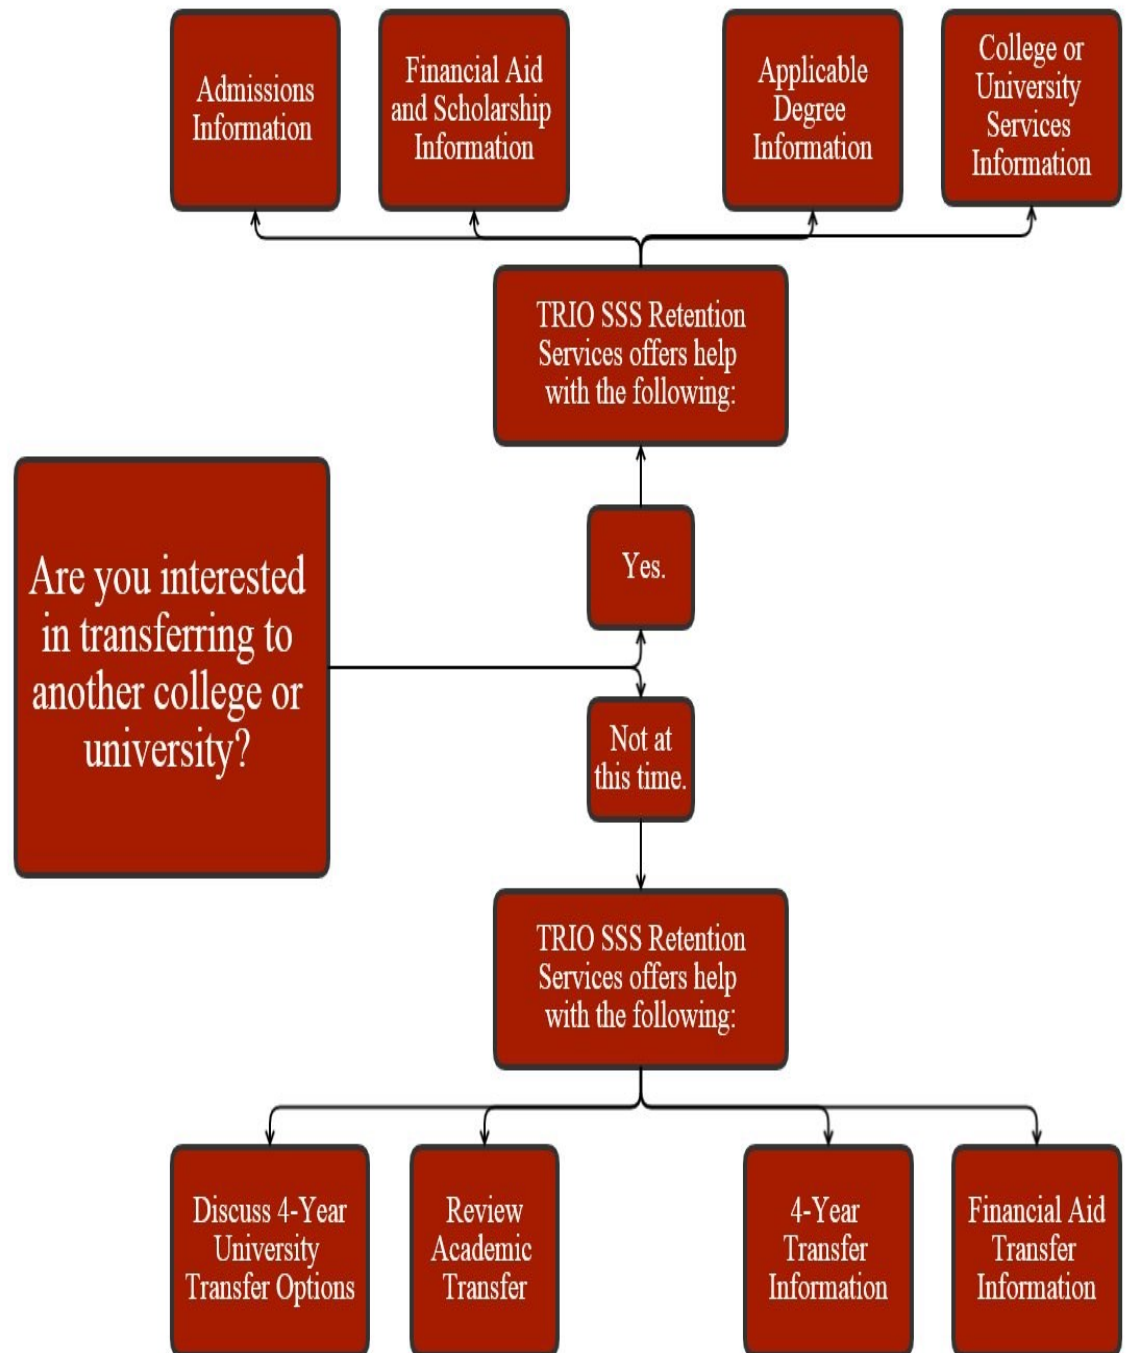 Admissions
Information
Financial Aid
and Scholarship
Information
Applicable
Degree
Information
College or
University
Services
Information
TRIO SSS Retention
Services offers help
with the following:
Yes.
Are you interested
in transferring to
another college or
university?
Not at
this time.
TRIO SSS Retention
Services offers help
with the following:
Discuss 4-Year
University
Transfer Options
Review
Academic
Transfer
4-Year
Transfer
Information
Financial Aid
Transfer
Information